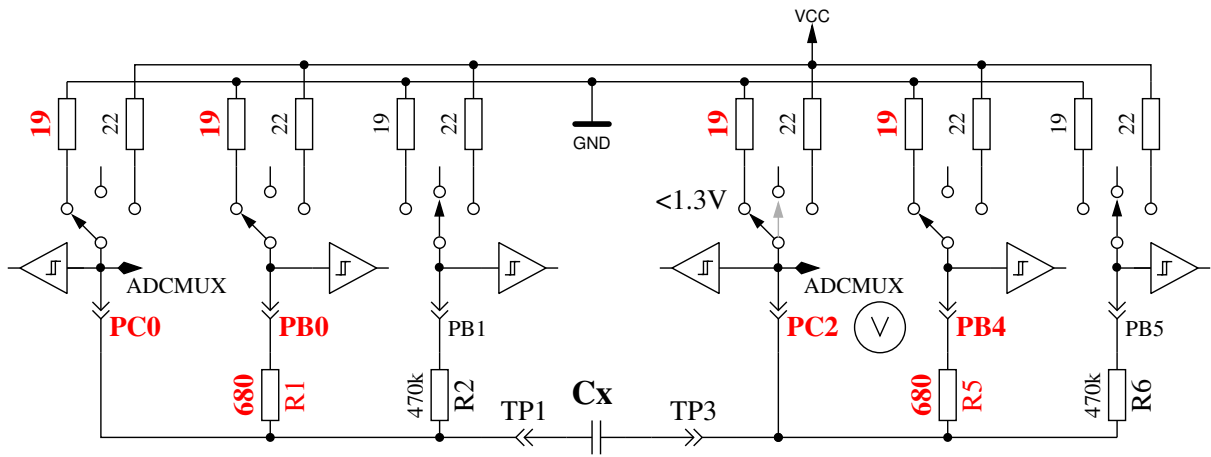 VCC
19
22
19
22
19
22
GND
19
22
19
22
19
22
<1.3V
ADCMUX
ADCMUX
PC0
PB0
PB1
PC2
V
PB4
PB5
680
R1
470k
R2
TP1
Cx
TP3
680
R5
470k
R6